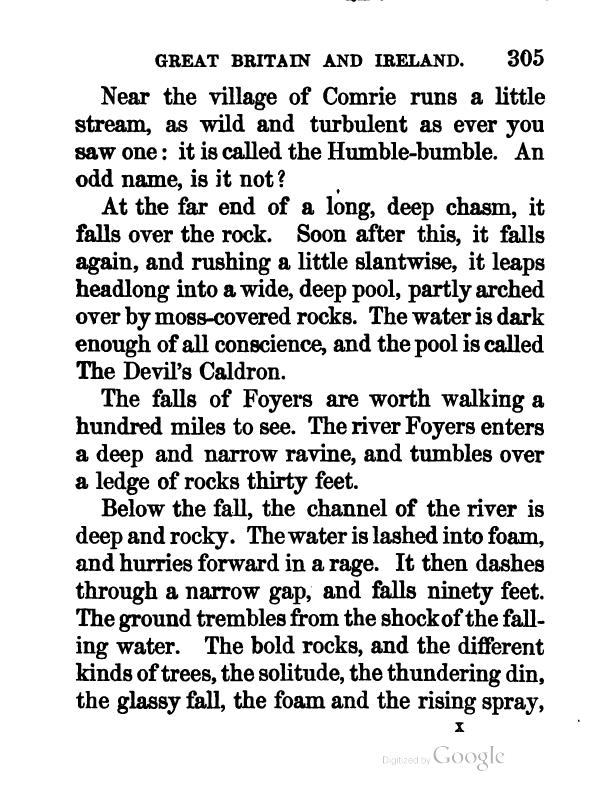 GREAT BRITAIN AND IRELAND. 305
Near the village of Comrie runs a little
stream, as wild and turbulent as ever you
saw one: it is called the Humble-bumble. An
odd name, is it not?
At the far end of a long, deep chasm, it
falls over the rock. Soon after this, it falls
again, and rushing a little slantwise, it leaps
headlong into a wide, deep pool, partly arched
over by moss-covered rocks. The water is dark
enough of all conscience, and the pool is called
The Devil's Caldron.
The falls of Foyers are worth walking a
hundred miles to see. The river Foyers enters
a deep and narrow ravine, and tumbles over
a ledge of rocks thirty feet.
Below the fall, the channel of the river is
deep and rocky. The water is lashed into foam,
and hurries forward in a rage. It then dashes
through a narrow gap, and falls ninety feet.
The ground trembles from the shock of the fall-
ing water. The bold rocks, and the different
kinds of trees, the solitude, the thundering din,
the glassy fall, the foam and the rising spray,
X
Digitized by Google